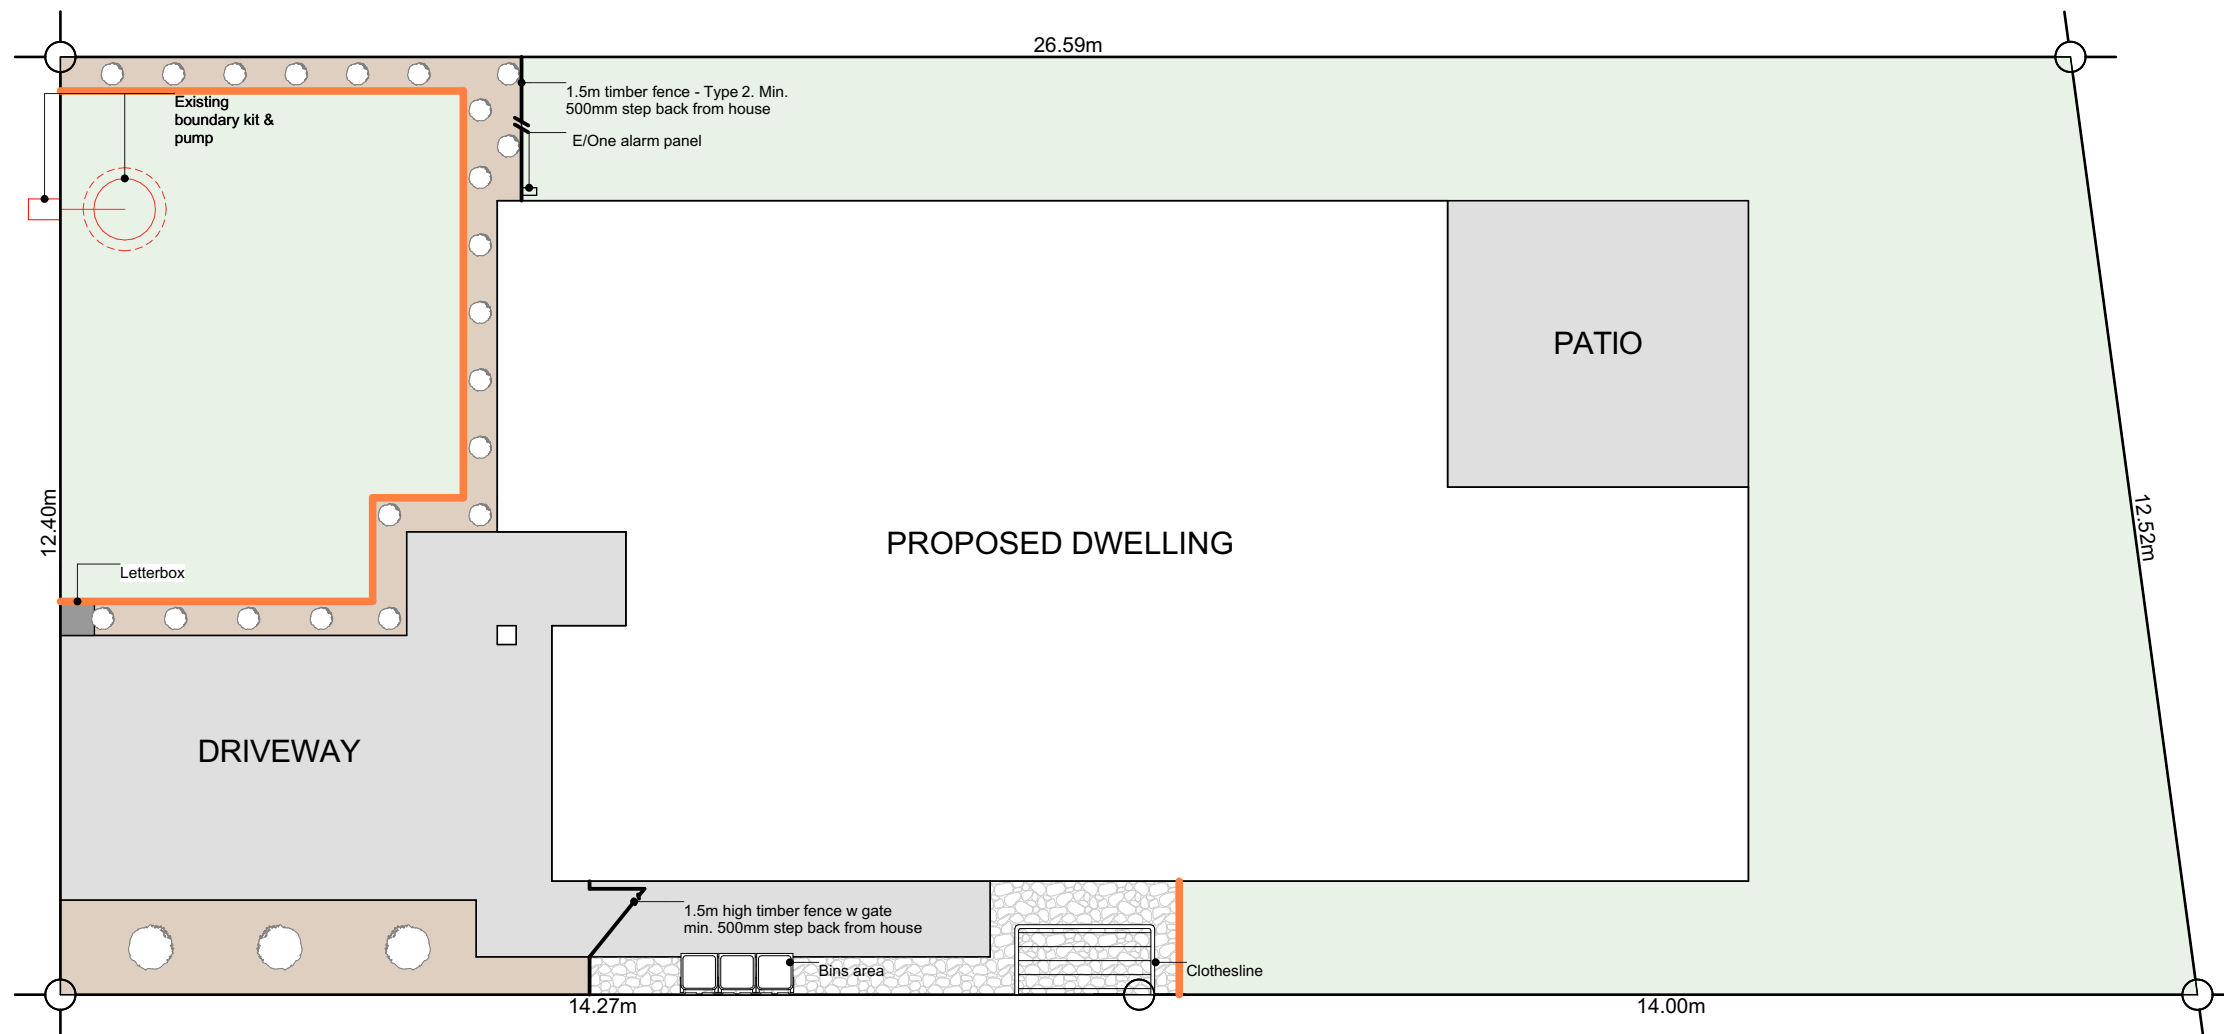 26.59m
1.5m timber fence - Type 2. Min.
500mm step back from house
E/One alarm panel
Existing
boundary kit &
pump
PATIO
12.40m
12.52m
PROPOSED DWELLING
Letterbox
DRIVEWAY
1.5m high timber fence w gate
min. 500mm step back from house
Bins area
Clothesline
14.27m
14.00m